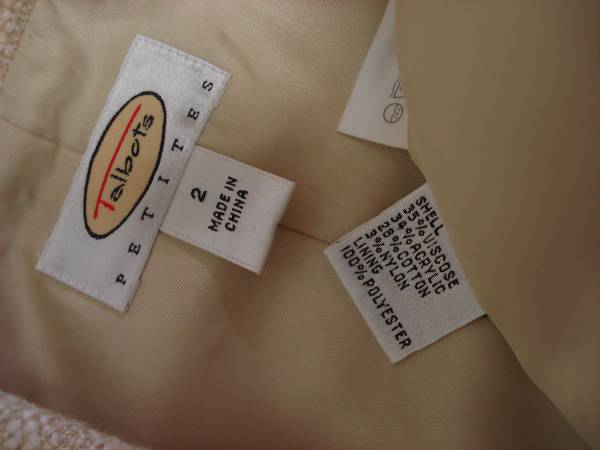 Talbots
PETITES
2
MADE IN
CHINA
SHELL
35% VISCOSE
34% ACRYLIC
28% COTTON
3% NYLON
LINING
100% POLYESTER